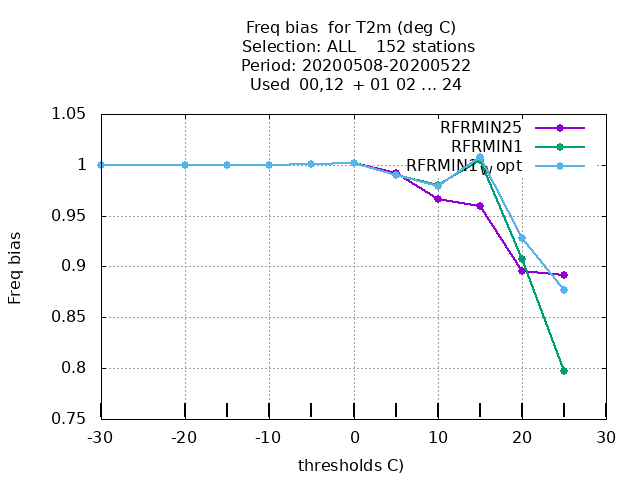 Freq bias  for T2m (deg C)
Selection: ALL    152 stations
Period: 20200508-20200522
Used  00,12  + 01 02 ... 24
1.05
1
0.95
0.9
0.85
0.8
0.75
Freq bias
RFRMIN25
RFRMIN1
RFRMIN1w opt
-30
-20
-10
0
10
20
30
thresholds C)